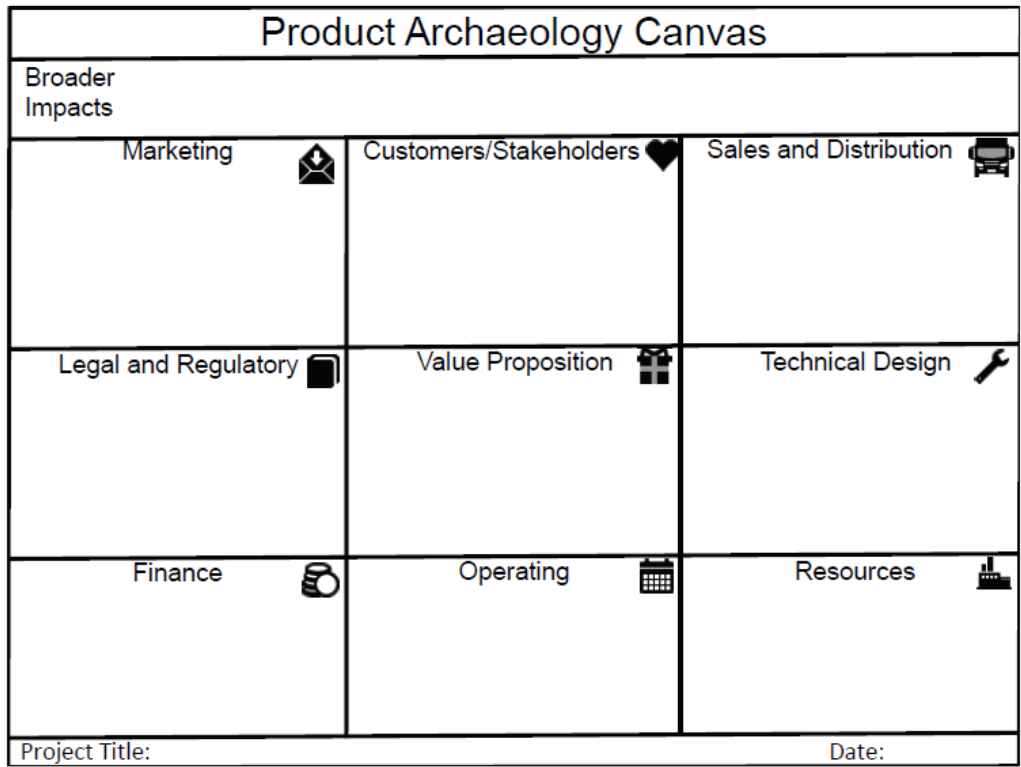 Product Archaeology Canvas
Broader
Impacts
Marketing
Customers/Stakeholders
Sales and Distribution
Legal and Regulatory
Value Proposition
Technical Design
Finance
Operating
Resources
Project Title:
Date: